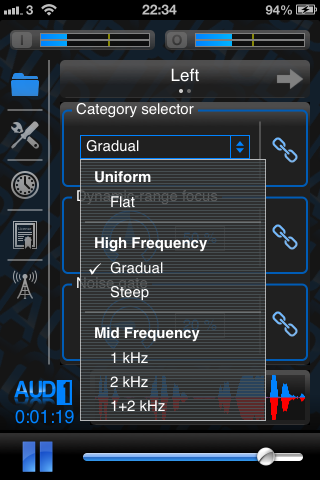 3 22:34 94%
I O
Left
Category selector
Gradual
Uniform
Dynamic-range focus
Flat
High Frequency
Gradual
Noise gate
Steep
Mid Frequency
1 kHz
2 kHz
1+2 kHz
AUD1
0:01:19